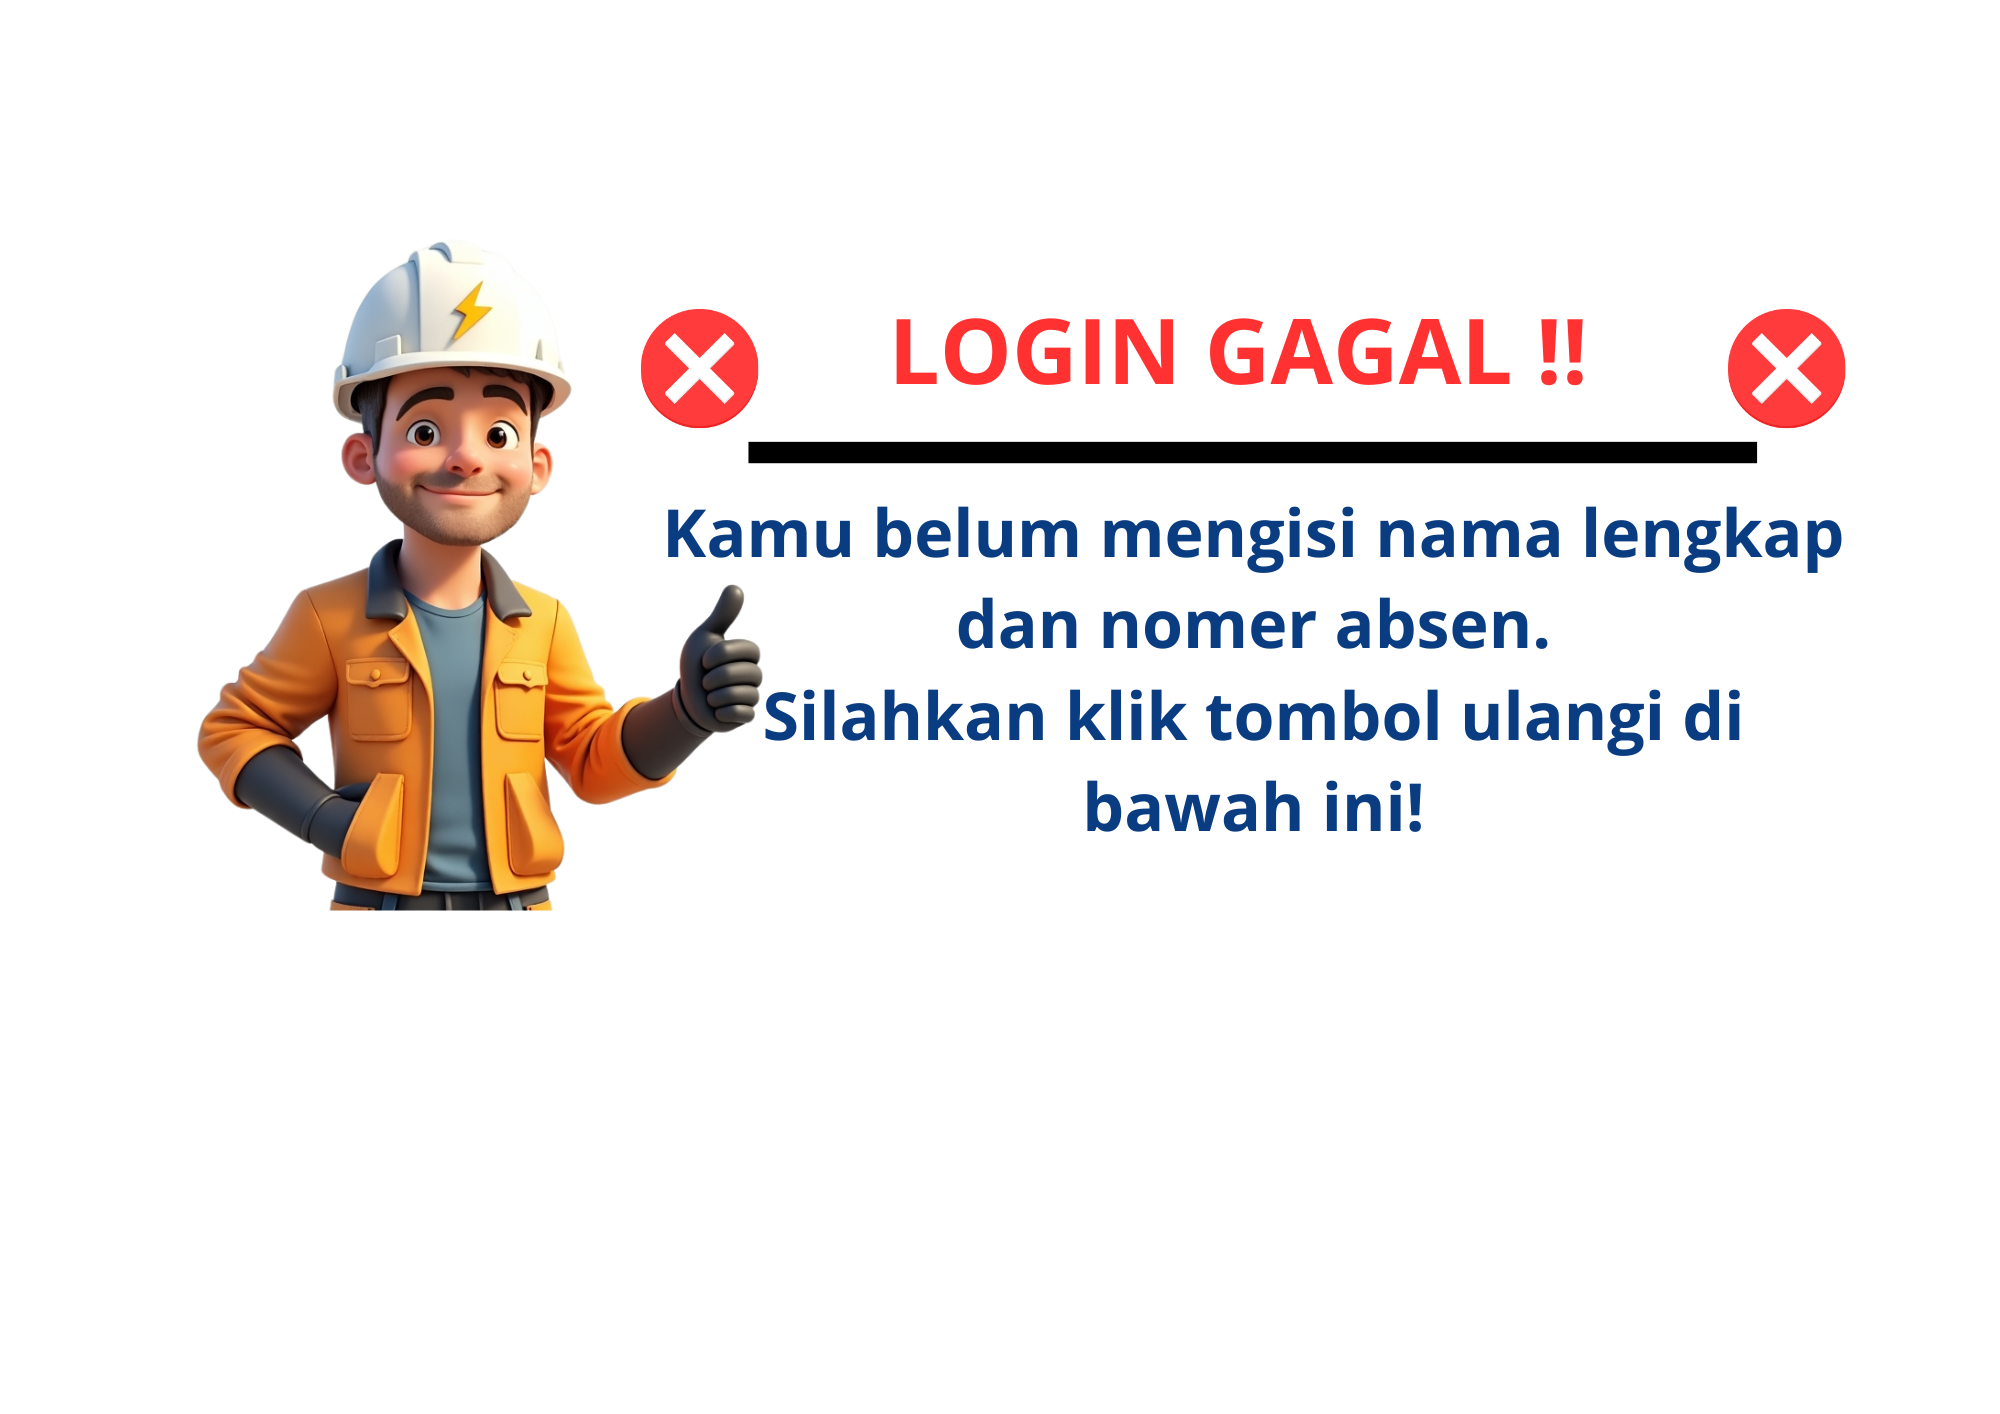 LOGIN GAGAL !!
Kamu belum mengisi nama lengkap
dan nomer absen.
Silahkan klik tombol ulangi di
bawah ini!